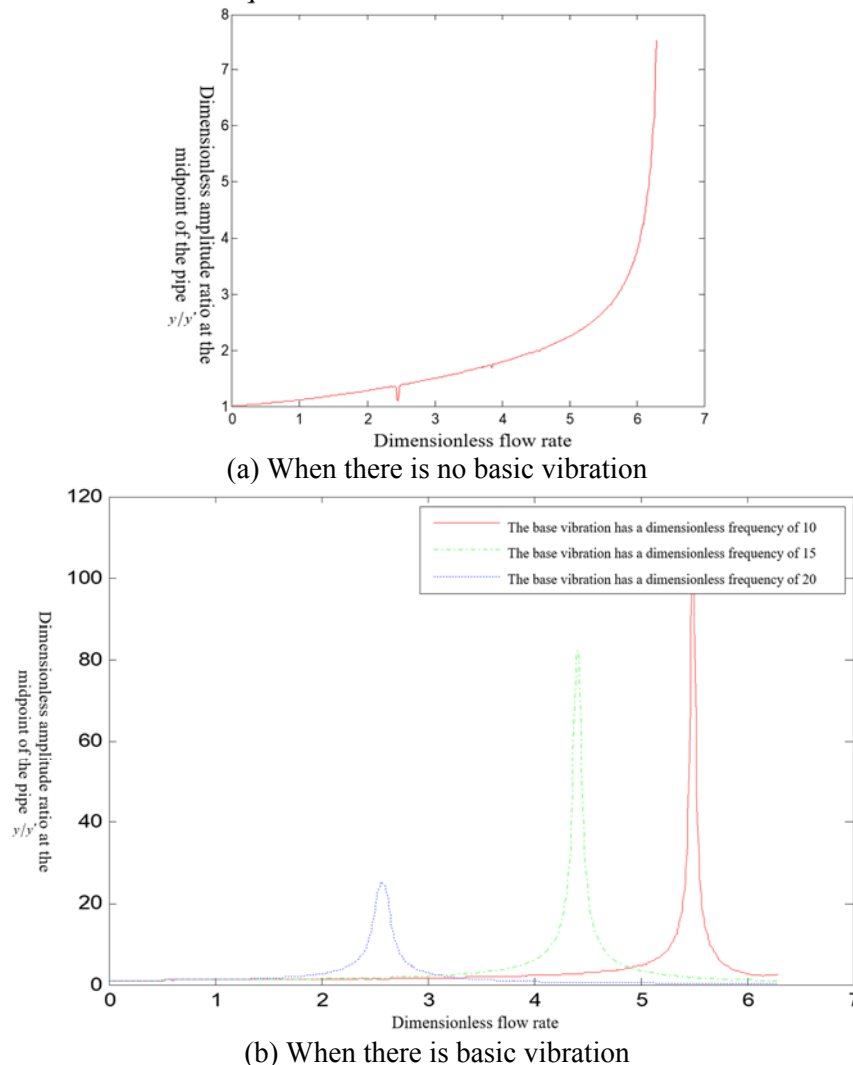 8
7
6
5
4
3
2
1
0 1 2 3 4 5 6 7
Dimensionless amplitude ratio at the
midpoint of the pipe
y/y'
Dimensionless flow rate
(a) When there is no basic vibration
120
100
80
60
40
20
0
0 1 2 3 4 5 6 7
The base vibration has a dimensionless frequency of 10
The base vibration has a dimensionless frequency of 15
The base vibration has a dimensionless frequency of 20
Dimensionless amplitude ratio at the
midpoint of the pipe
y/y'
Dimensionless flow rate
(b) When there is basic vibration